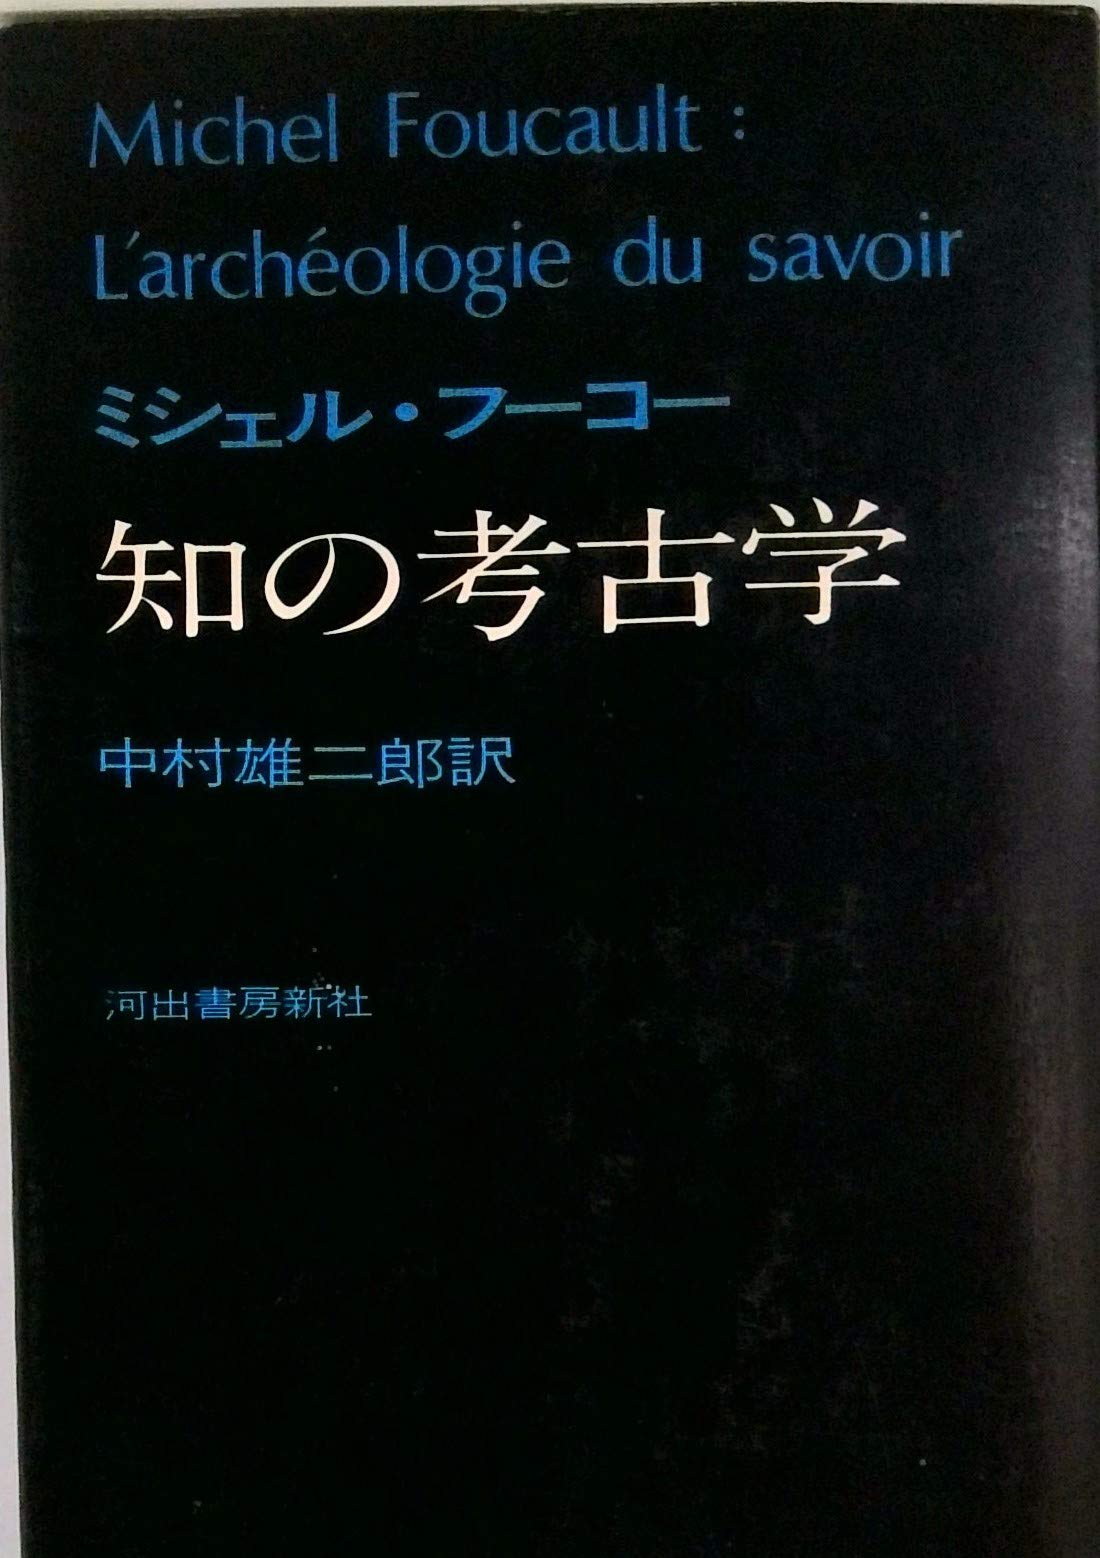 Michel Foucault :
L'archéologie du savoir
ミシェル・フーコー
知の考古学
中村雄二郎訳
河出書房新社